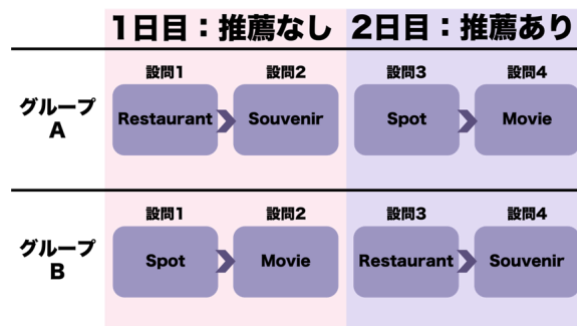 1日目：推薦なし 2日目：推薦あり
設問1 設問2 設問3 設問4
グループ
A
Restaurant Souvenir Spot Movie
設問1 設問2 設問3 設問4
グループ
B
Spot Movie Restaurant Souvenir